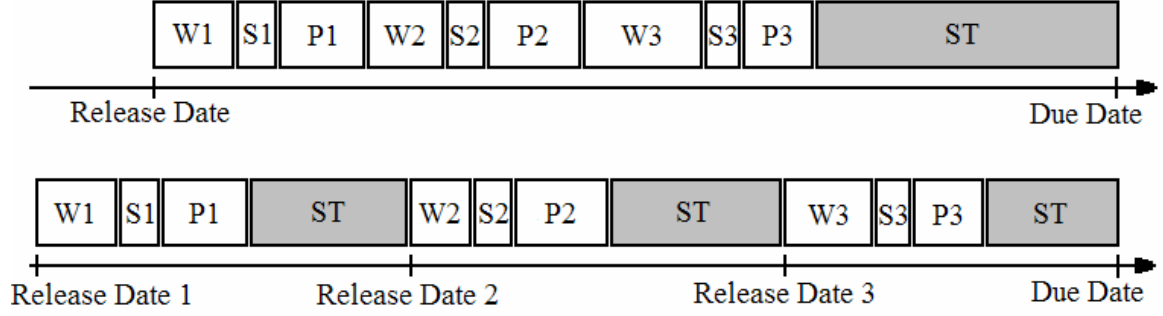 W1 S1 P1 W2 S2 P2 W3 S3 P3 ST
Release Date Due Date
W1 S1 P1 ST W2 S2 P2 ST W3 S3 P3 ST
Release Date 1 Release Date 2 Release Date 3 Due Date